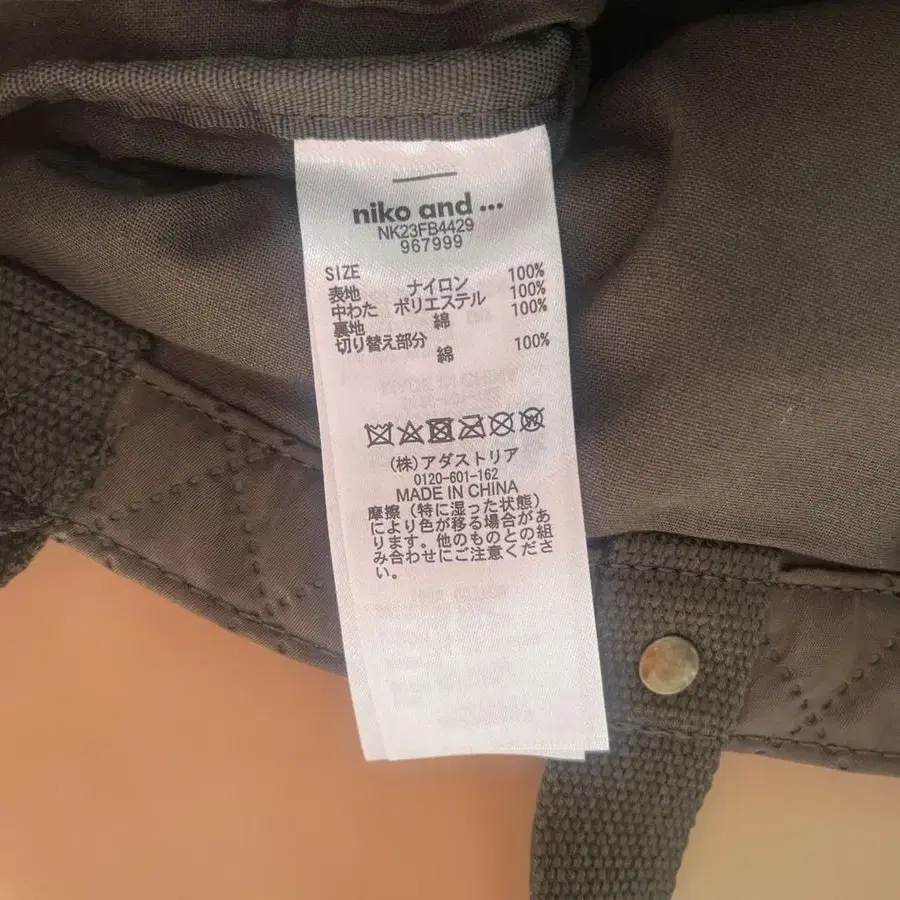 niko and ...
NK23FB4429
967999
SIZE
表地 ナイロン 100%
中わた ポリエステル 100%
裏地 綿 100%
切り替え部分
綿 100%
(株)アダストリア
0120-601-162
MADE IN CHINA
摩擦(特に湿った状態)
により色が移る場合があ
ります。他のものとの組
み合わせにご注意くださ
い。